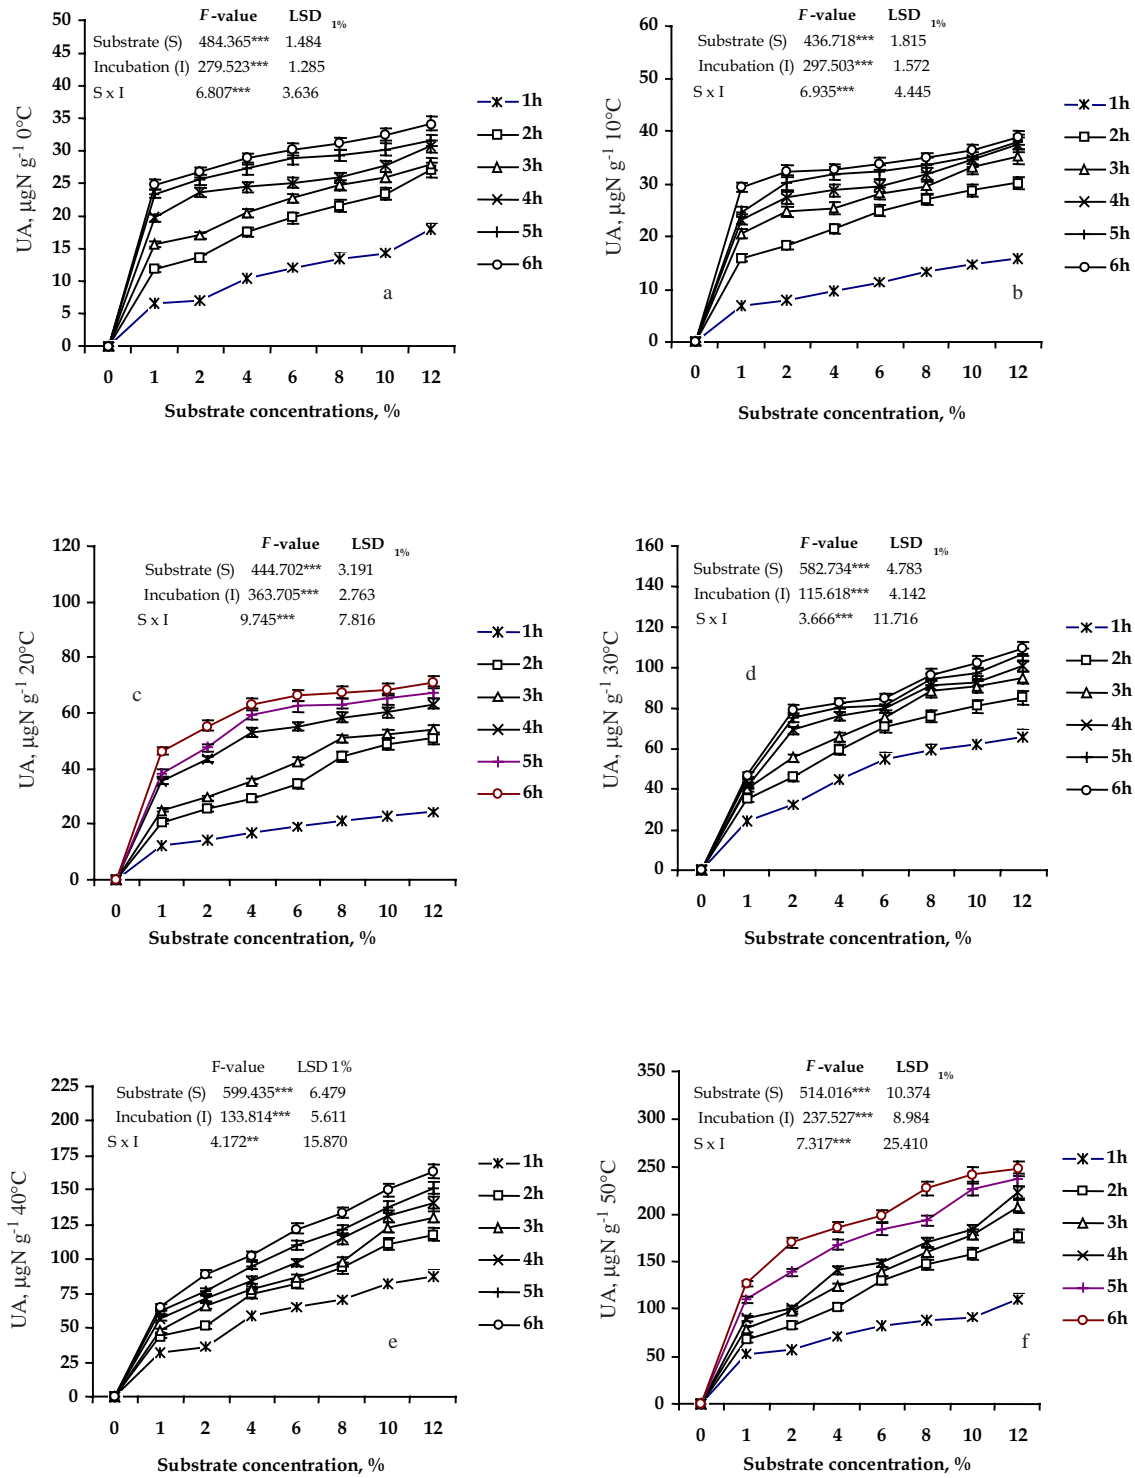 F-value LSD 1%
Substrate (S) 484.365*** 1.484
Incubation (I) 279.523*** 1.285
S x I 6.807*** 3.636
UA, µgN g-1 0°C
50
45
40
35
30
25
20
15
10
5
0
0 1 2 4 6 8 10 12
Substrate concentrations, %
a
1h
2h
3h
4h
5h
6h
F-value LSD 1%
Substrate (S) 436.718*** 1.815
Incubation (I) 297.503*** 1.572
S x I 6.935*** 4.445
UA, µgN g-1 10°C
60
50
40
30
20
10
0
0 1 2 4 6 8 10 12
Substrate concentration, %
b
1h
2h
3h
4h
5h
6h
F-value LSD 1%
Substrate (S) 444.702*** 3.191
Incubation (I) 363.705*** 2.763
S x I 9.745*** 7.816
UA, µgN g-1 20°C
120
100
80
60
40
20
0
0 1 2 4 6 8 10 12
Substrate concentration, %
c
1h
2h
3h
4h
5h
6h
F-value LSD 1%
Substrate (S) 582.734*** 4.783
Incubation (I) 115.618*** 4.142
S x I 3.666*** 11.716
UA, µgN g-1 30°C
160
140
120
100
80
60
40
20
0
0 1 2 4 6 8 10 12
Substrate concentration, %
d
1h
2h
3h
4h
5h
6h
F-value LSD 1%
Substrate (S) 599.435*** 6.479
Incubation (I) 133.814*** 5.611
S x I 4.172** 15.870
UA, µgN g-1 40°C
225
200
175
150
125
100
75
50
25
0
0 1 2 4 6 8 10 12
Substrate concentration, %
e
1h
2h
3h
4h
5h
6h
F-value LSD 1%
Substrate (S) 514.016*** 10.374
Incubation (I) 237.527*** 8.984
S x I 7.317*** 25.410
UA, µgN g-1 50°C
350
300
250
200
150
100
50
0
0 1 2 4 6 8 10 12
Substrate concentration, %
f
1h
2h
3h
4h
5h
6h